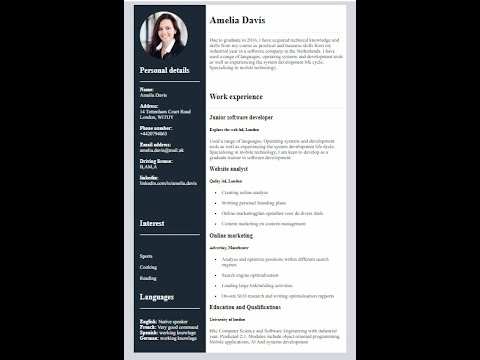 Amelia Davis
Due to graduate in 2016, I have acquired technical knowledge and
skills from my course as practical and business skills from my
industrial year in a software company in the Netherlands. I have
used a range of languages, operating systems and development tools
as well as experiencing the system development life cycle.
Specialising in mobile technology.
Personal details
Name:
Amelia Davis
Address:
14 Tottenham Court Road
London,
Phone number:
+4420794863
Email address:
amelia.davis@mail.uk
Driving
B,AM,A
linkedin:
linkedin.com/in/amelia.davis
Interest
Sports
Cooking
Reading
Languages
English: Native speaker
French: Very good command
Spanish: working knowlege
German: working knowlege
Work experience
Junior software developer
Explore the web ltd, London
I used a range of languages, Operating systems and development
tools as well as experiencing the system development life cycle.
Specialising in mobile technology, I am keen to develop as a
graduate trainee in software development.
Website analyst
ltd, London
• Creating online analyse
• personal branding plans
• Online marketingplan opstellen voor de divers
• Content marketing en content management
Online marketing
Advertisy, Manchester
• Analyse and optimize positions within different search
engines.
• Search engine optimalisation
• Leading large linkbuilding activities
• On-site SEO research and writing optimalisation rapports
Education and Qualifications
University of london
BSc Computer Science and Software Engineering with industrial
year. Predicted 2.1. Modules include object oriented programming.
Mobile applications, AI And systems development